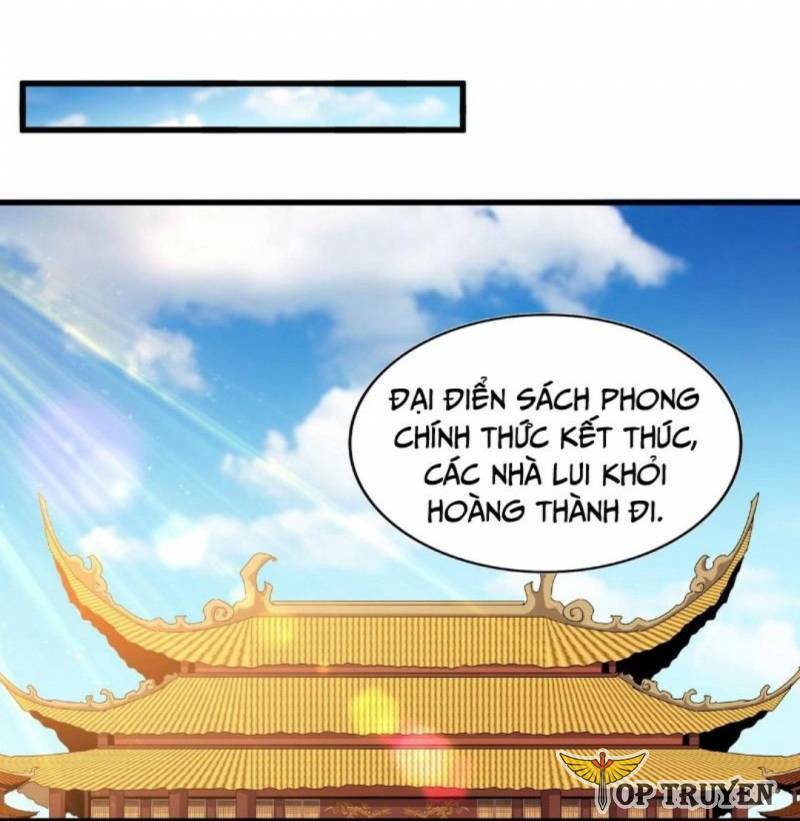 ĐẠI ĐIỂN SÁCH PHONG
CHÍNH THỨC KẾT THÚC,
CÁC NHÀ LUI KHỎI
HOÀNG THÀNH ĐI.
TOP TRUYEN